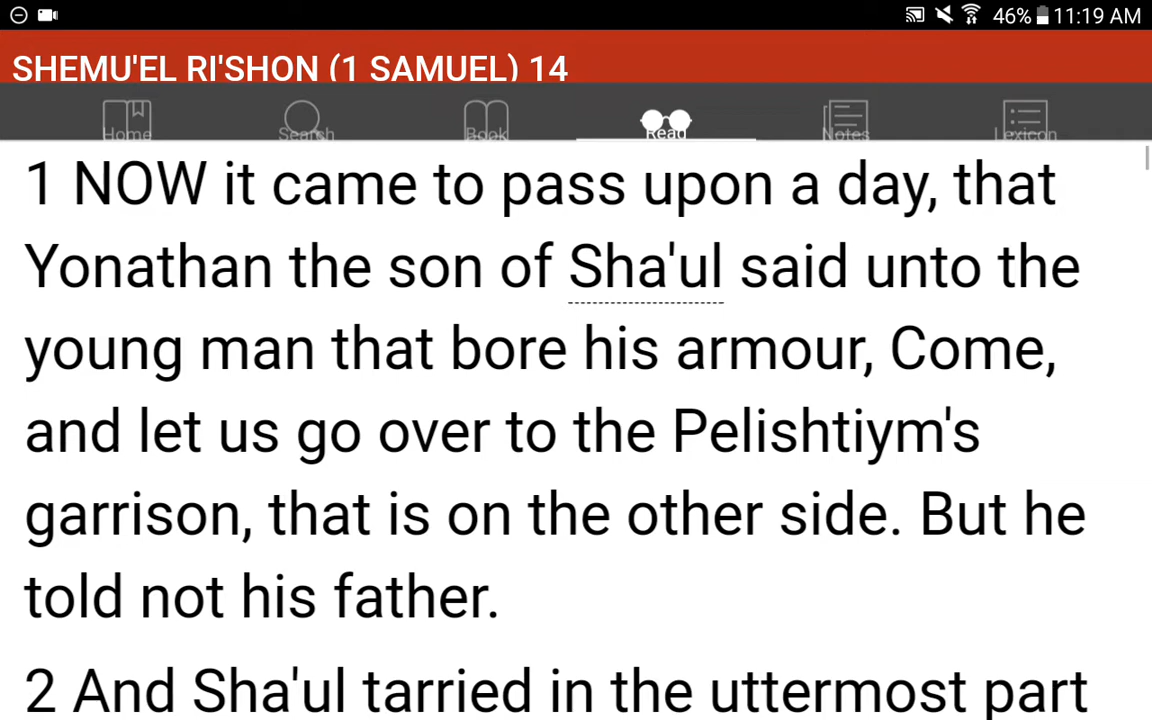 46% 11:19 AM
SHEMU'EL RI'SHON (1 SAMUEL) 14
Home Search Book Read Notes Lexicon
1 NOW it came to pass upon a day, that
Yonathan the son of Sha'ul said unto the
young man that bore his armour, Come,
and let us go over to the Pelishtiym's
garrison, that is on the other side. But he
told not his father.
2 And Sha'ul tarried in the uttermost part